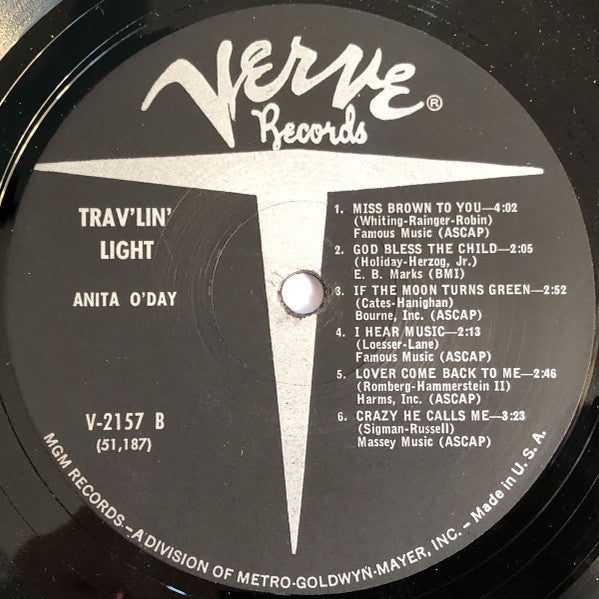 Verve®
Records
TRAV'LIN'
LIGHT
ANITA O'DAY
V-2157 B
(51,187)
1. MISS BROWN TO YOU—4:02
(Whiting-Rainger-Robin)
Famous Music (ASCAP)
2. GOD BLESS THE CHILD—2:05
(Holiday-Herzog, Jr.)
E. B. Marks (BMI)
3. IF THE MOON TURNS GREEN—2:52
(Cates-Hanighan)
Bourne, Inc. (ASCAP)
4. I HEAR MUSIC—2:13
(Loesser-Lane)
Famous Music (ASCAP)
5. LOVER COME BACK TO ME—2:46
(Romberg-Hammerstein II)
Harms, Inc. (ASCAP)
6. CRAZY HE CALLS ME—3:23
(Sigman-Russell)
Massey Music (ASCAP)
MGM RECORDS—A DIVISION OF METRO-GOLDWYN-MAYER, INC. – Made in U. S. A.